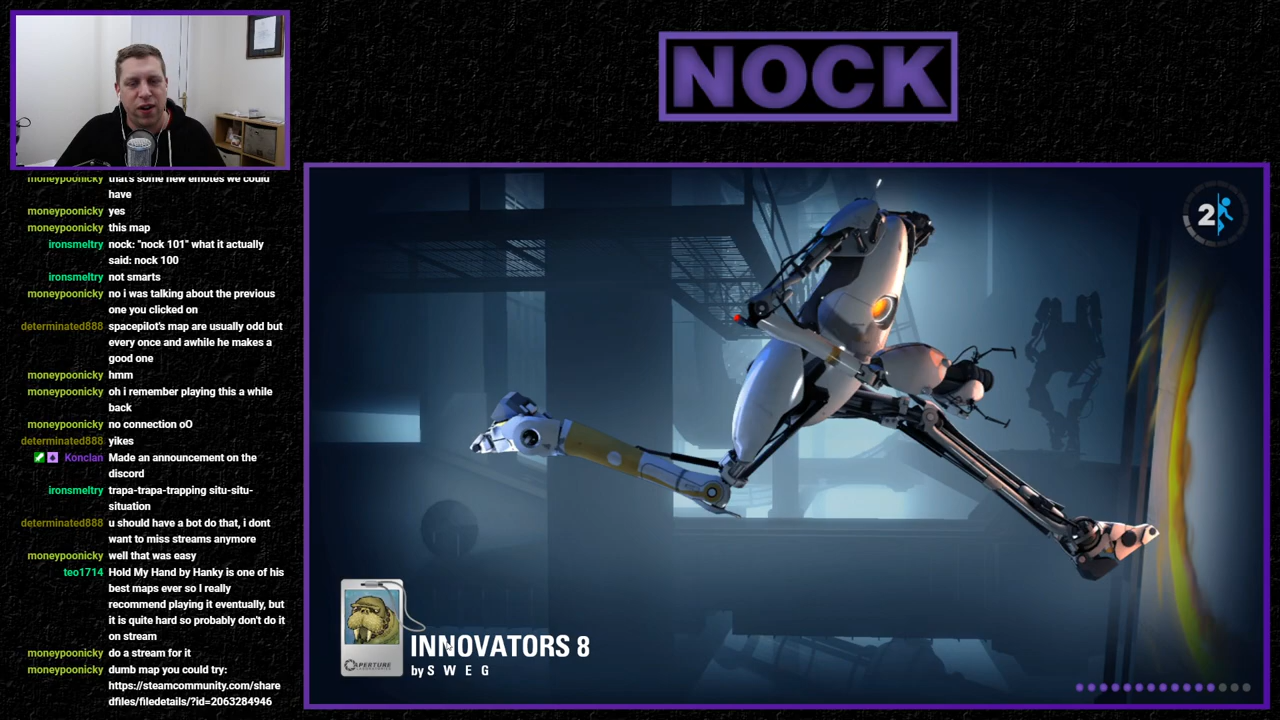 NOCK
moneypoonicky that's some new emotes we could
have
moneypoonicky yes
moneypoonicky this map
ironsmeltry nock: "nock 101" what it actually
said: nock 100
ironsmeltry not smarts
moneypoonicky no i was talking about the previous
one you clicked on
determinated888 spacepilot's map are usually odd but
every once and awhile he makes a
good one
moneypoonicky hmm
moneypoonicky oh i remember playing this a while
back
moneypoonicky no connection oO
determinated888 yikes
Konclan Made an announcement on the
discord
ironsmeltry trapa-trapa-trapping situ-situ-
situation
determinated888 u should have a bot do that, i dont
want to miss streams anymore
moneypoonicky well that was easy
teo1714 Hold My Hand by Hanky is one of his
best maps ever so I really
recommend playing it eventually, but
it is quite hard so probably don't do it
on stream
moneypoonicky do a stream for it
moneypoonicky dumb map you could try:
https://steamcommunity.com/share
dfiles/filedetails/?id=2063284946
2
INNOVATORS 8
by S W E G
APERTURE
LABORATORIES